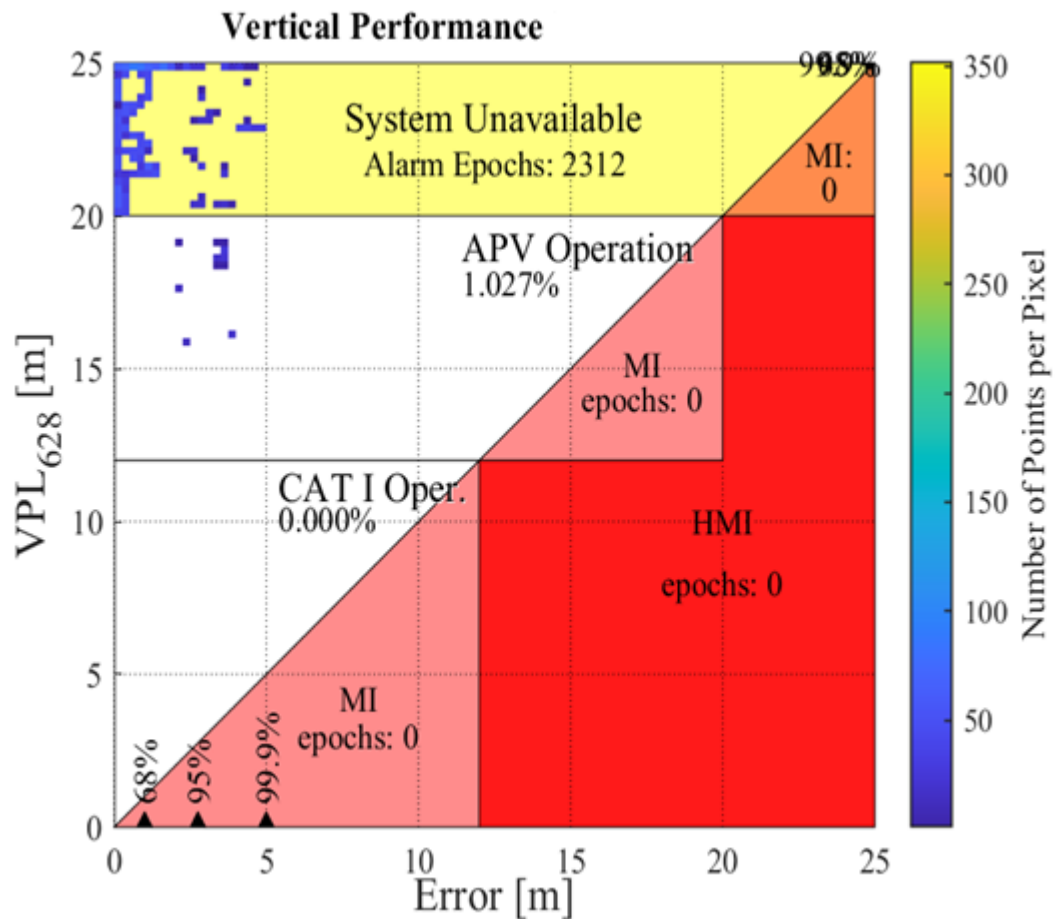 Vertical Performance
25
20
15
10
5
0
VPL628 [m]
System Unavailable
Alarm Epochs: 2312
MI:
0
APV Operation
1.027%
MI
epochs: 0
CAT I Oper.
0.000%
HMI
epochs: 0
MI
epochs: 0
68%
95%
99.9%
0
5
10
15
20
25
Error [m]
350
300
250
200
150
100
50
Number of Points per Pixel